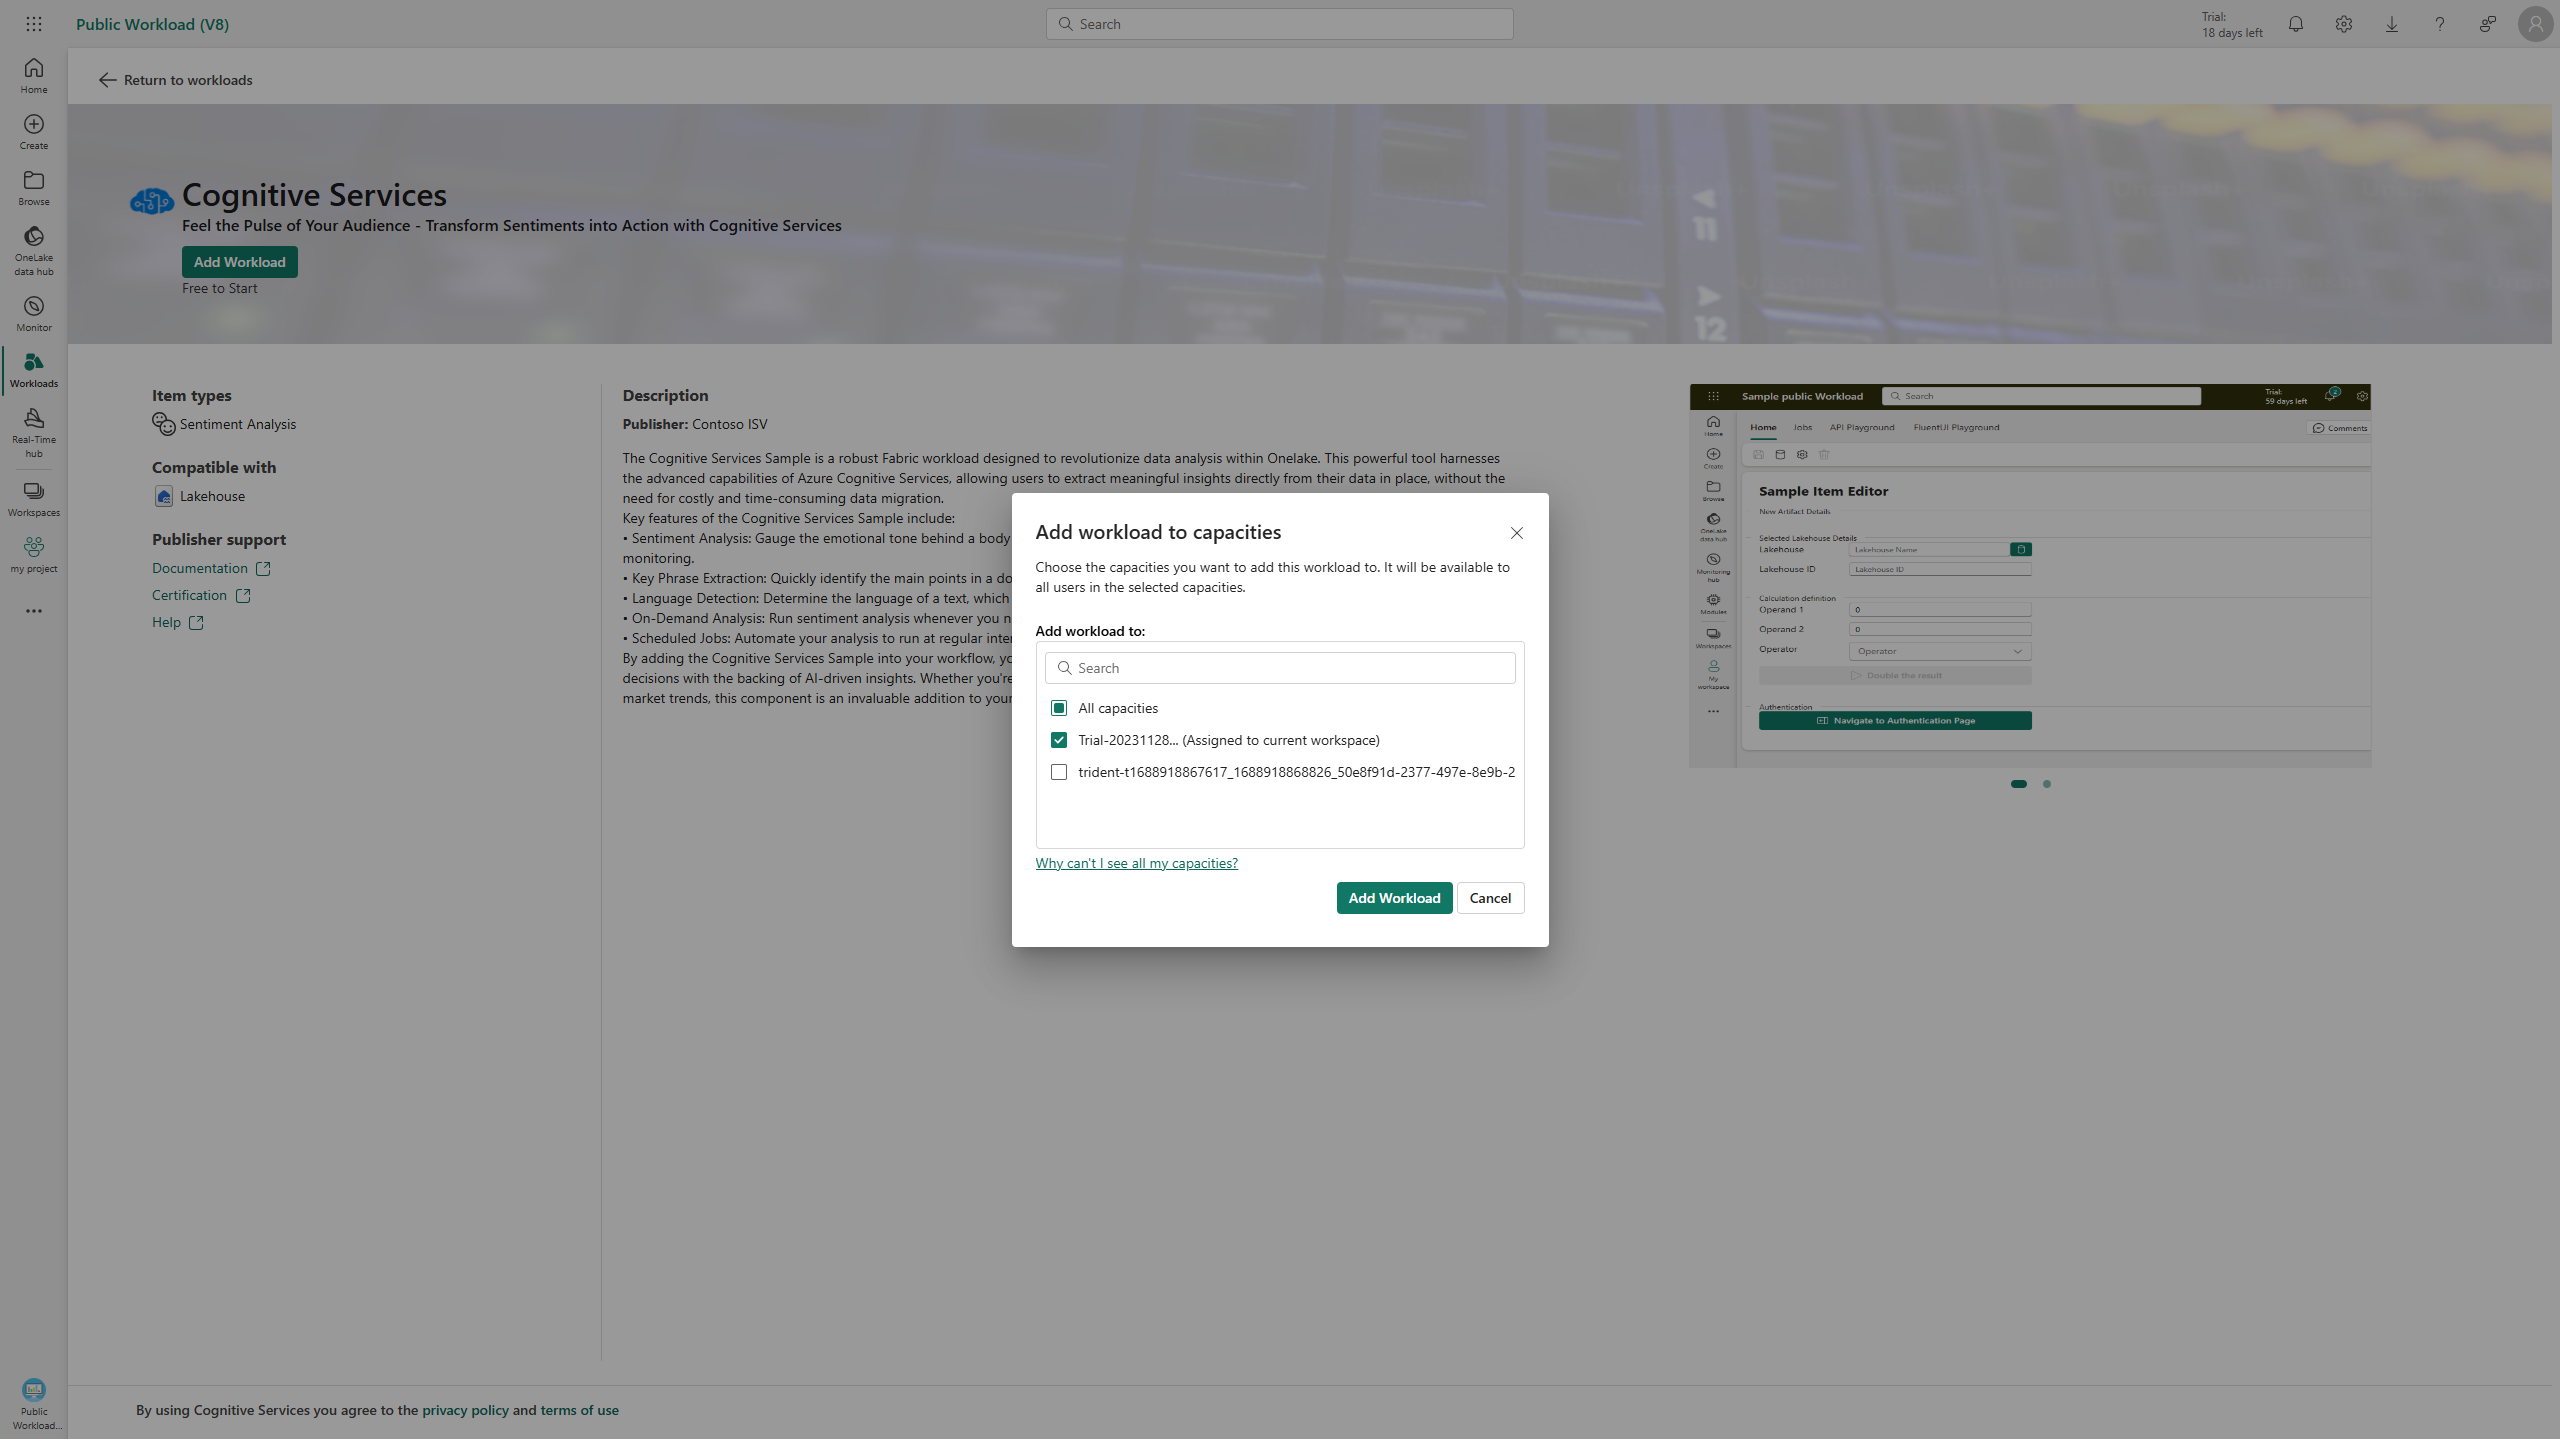 Public Workload (V8)
Search
Trial:
18 days left
Home
Create
Browse
OneLake
data hub
Monitor
Workloads
Real-Time
hub
Workspaces
my project
Public
Workload...
Return to workloads
Cognitive Services
Feel the Pulse of Your Audience - Transform Sentiments into Action with Cognitive Services
Add Workload
Free to Start
11
12
Item types
Sentiment Analysis
Compatible with
Lakehouse
Publisher support
Documentation
Certification
Help
Description
Publisher: Contoso ISV
The Cognitive Services Sample is a robust Fabric workload designed to revolutionize data analysis within Onelake. This powerful tool harnesses
the advanced capabilities of Azure Cognitive Services, allowing users to extract meaningful insights directly from their data in place, without the
need for costly and time-consuming data migration.
Key features of the Cognitive Services Sample include:
• Sentiment Analysis: Gauge the emotional tone behind a body
monitoring.
• Key Phrase Extraction: Quickly identify the main points in a
• Language Detection: Determine the language of a text, which
• On-Demand Analysis: Run sentiment analysis whenever you
• Scheduled Jobs: Automate your analysis to run at regular
By adding the Cognitive Services Sample into your workflow,
decisions with the backing of AI-driven insights. Whether you're
market trends, this component is an invaluable addition to your
Add workload to capacities
Choose the capacities you want to add this workload to. It will be available to
all users in the selected capacities.
Add workload to:
Search
All capacities
Trial-20231128... (Assigned to current workspace)
trident-t1688918867617_1688918868826_50e8f91d-2377-497e-8e9b-2
Why can't I see all my capacities?
Add Workload
Cancel
Sample public Workload
Search
Trial:
59 days left
2
Home
Create
Browse
OneLake
data hub
Monitoring
hub
Modules
Workspaces
My
workspace
Home
Jobs
API Playground
FluentUI Playground
Comments
Sample Item Editor
New Artifact Details
Selected Lakehouse Details
Lakehouse
Lakehouse Name
Lakehouse ID
Lakehouse ID
Calculation definition
Operand 1
0
Operand 2
0
Operator
Operator
Double the result
Authentication
Navigate to Authentication Page
By using Cognitive Services you agree to the privacy policy and terms of use